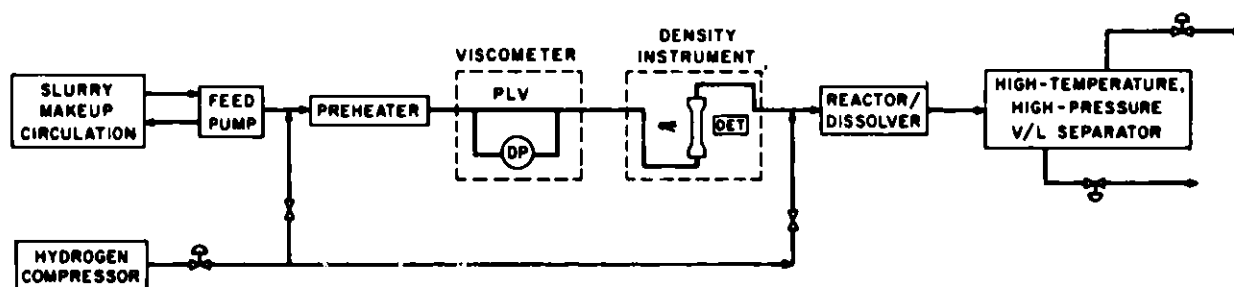 SLURRY
MAKEUP
CIRCULATION
FEED
PUMP
PREHEATER
VISCOMETER
PLV
DP
DENSITY
INSTRUMENT
DET
REACTOR/
DISSOLVER
HIGH-TEMPERATURE,
HIGH-PRESSURE
V/L SEPARATOR
HYDROGEN
COMPRESSOR